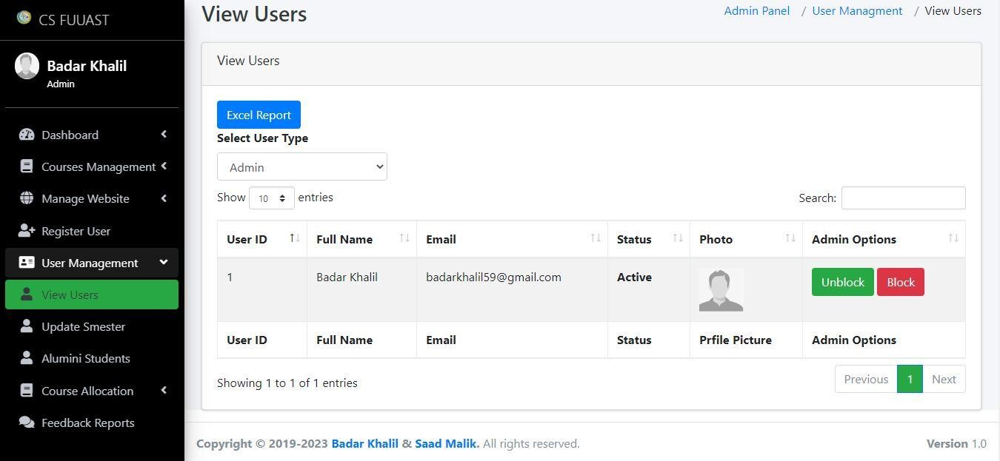 CS FUUAST
Badar Khalil
Admin
Dashboard
Courses Management
Manage Website
Register User
User Management
View Users
Update Smester
Alumini Students
Course Allocation
Feedback Reports
View Users
Admin Panel / User Managment / View Users
View Users
Excel Report
Select User Type
Admin
Show 10 entries
Search:
User ID Full Name Email Status Photo Admin Options
1 Badar Khalil badarkhalil59@gmail.com Active Unblock Block
User ID Full Name Email Status Prfile Picture Admin Options
Showing 1 to 1 of 1 entries
Previous 1 Next
Copyright © 2019-2023 Badar Khalil & Saad Malik. All rights reserved.
Version 1.0